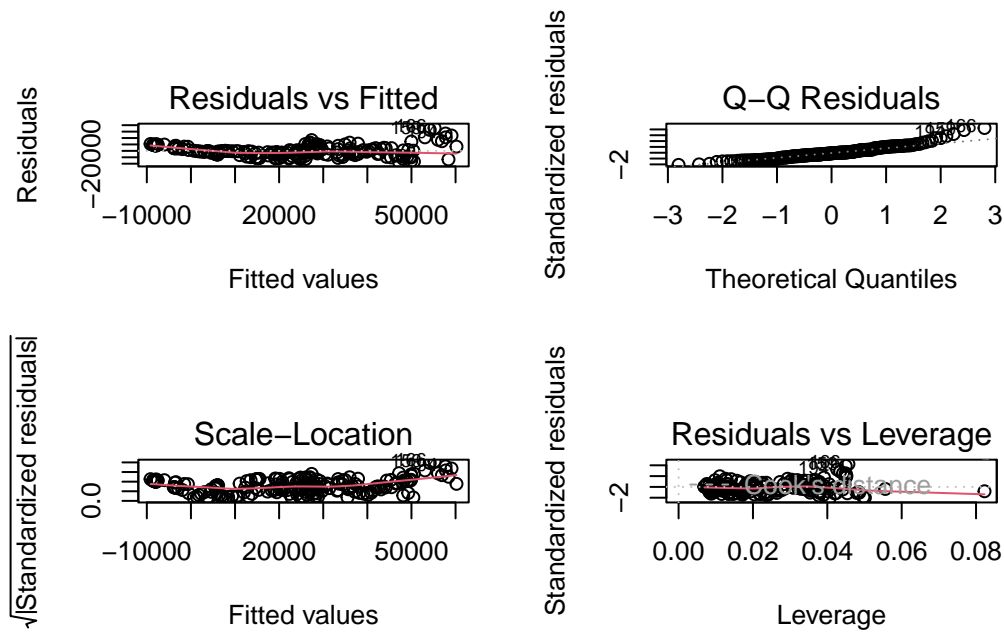 Residuals vs Fitted
Residuals
−20000
−10000 20000 50000
Fitted values
Q−Q Residuals
Standardized residuals
−2
−3 −2 −1 0 1 2 3
Theoretical Quantiles
Scale−Location
√|Standardized residuals|
0.0
−10000 20000 50000
Fitted values
Residuals vs Leverage
Standardized residuals
−2
Cook's distance
0.00 0.02 0.04 0.06 0.08
Leverage